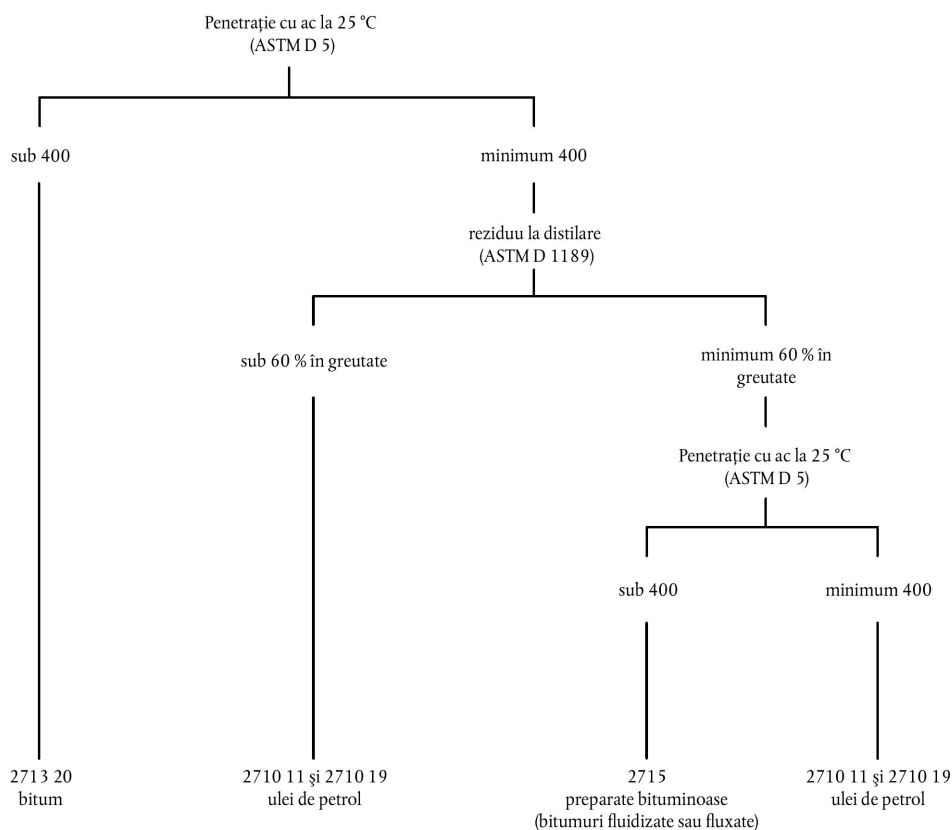 Penetrație cu ac la 25 °C
(ASTM D 5)
sub 400
minimum 400
reziduu la distilare
(ASTM D 1189)
sub 60 % în greutate
minimum 60 % în
greutate
Penetrație cu ac la 25 °C
(ASTM D 5)
sub 400
minimum 400
2713 20
bitum
2710 11 şi 2710 19
ulei de petrol
2715
preparate bituminoase
(bitumuri fluidizate sau fluxate)
2710 11 şi 2710 19
ulei de petrol